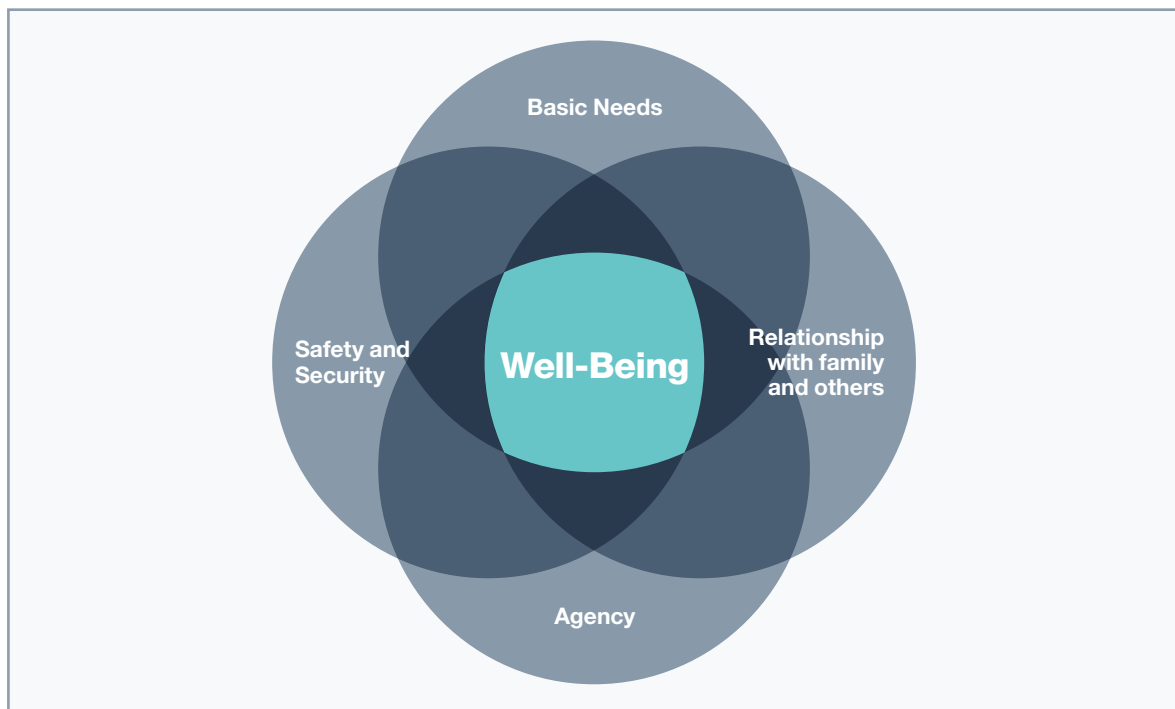 Basic Needs
Safety and
Security
Well-Being
Relationship
with family
and others
Agency